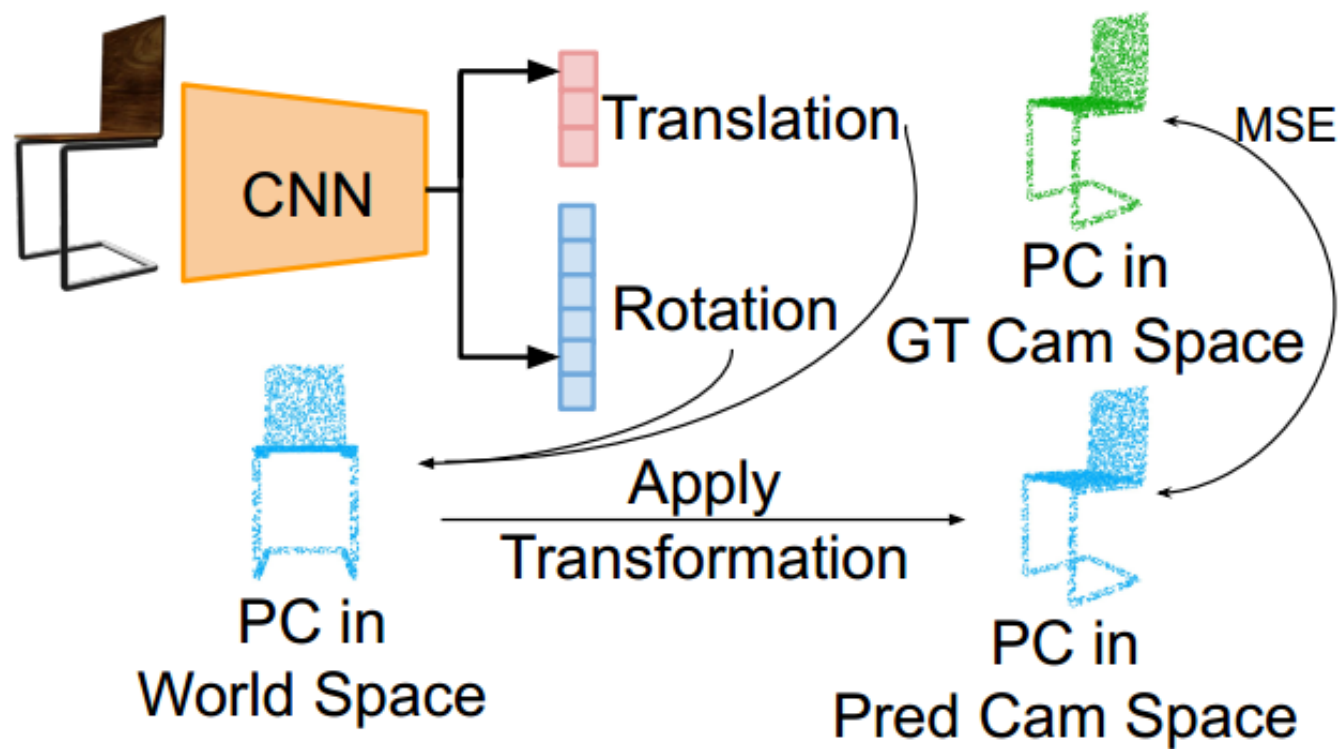 CNN
Translation
Rotation
MSE
PC in
GT Cam Space
Apply
Transformation
PC in
World Space
PC in
Pred Cam Space